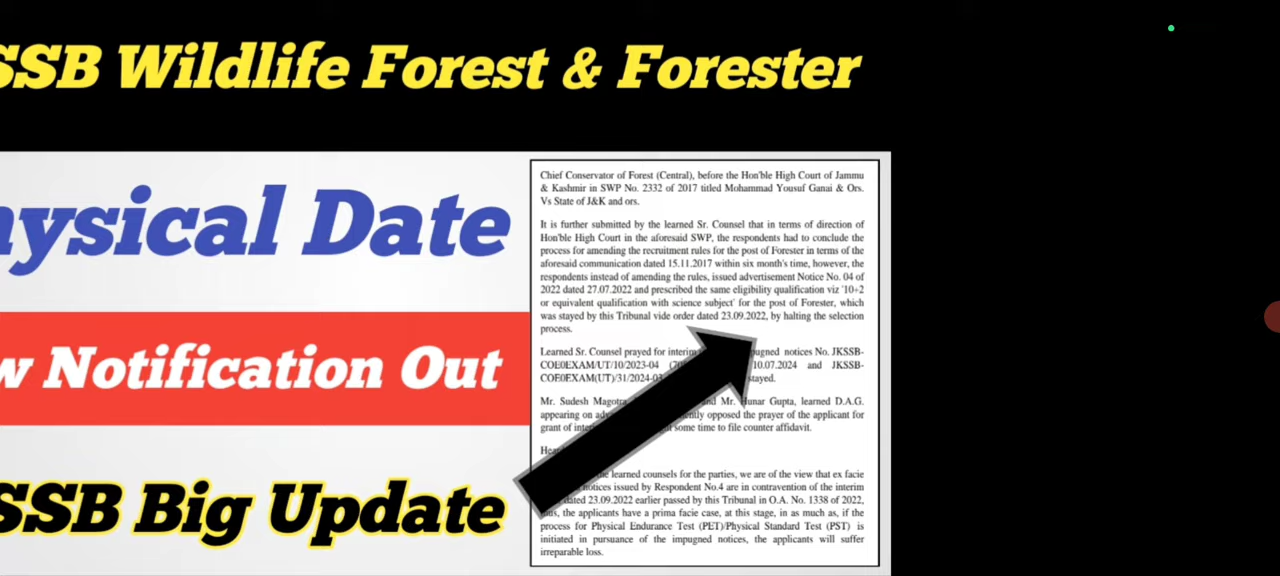 SSB Wildlife Forest & Forester
hysical Date
w Notification Out
SSB Big Update
Chief Conservator of Forest (Central), before the Hon'ble High Court of Jammu
& Kashmir in SWP No. 2332 of 2017 titled Mohammad Yousuf Ganai & Ors.
Vs State of J&K and ors.
It is further submitted by the learned Sr. Counsel that in terms of direction of
Hon'ble High Court in the aforesaid SWP, the respondents had to conclude the
process for amending the recruitment rules for the post of Forester in terms of the
aforesaid communication dated 15.11.2017 within six month's time, however, the
respondents instead of amending the rules, issued advertisement Notice No. 04 of
2022 dated 27.07.2022 and prescribed the same eligibility qualification viz '10+2
or equivalent qualification with science subject' for the post of Forester, which
was stayed by this Tribunal vide order dated 23.09.2022, by halting the selection
process.
Learned Sr. Counsel prayed for interim notices No. JKSSB-
COE0EXAM/UT/10/2023-04 10.07.2024 and JKSSB-
COE0EXAM(UT)/31/2024-03 stayed.
Mr. Sudesh Magotra and Mr. Hunar Gupta, learned D.A.G.
appearing on opposed the prayer of the applicant for
grant of some time to file counter affidavit.
learned counsels for the parties, we are of the view that ex facie
notices issued by Respondent No.4 are in contravention of the interim
dated 23.09.2022 earlier passed by this Tribunal in O.A. No. 1338 of 2022,
the applicants have a prima facie case, at this stage, in as much as, if the
process for Physical Endurance Test (PET)/Physical Standard Test (PST) is
initiated in pursuance of the impugned notices, the applicants will suffer
irreparable loss.